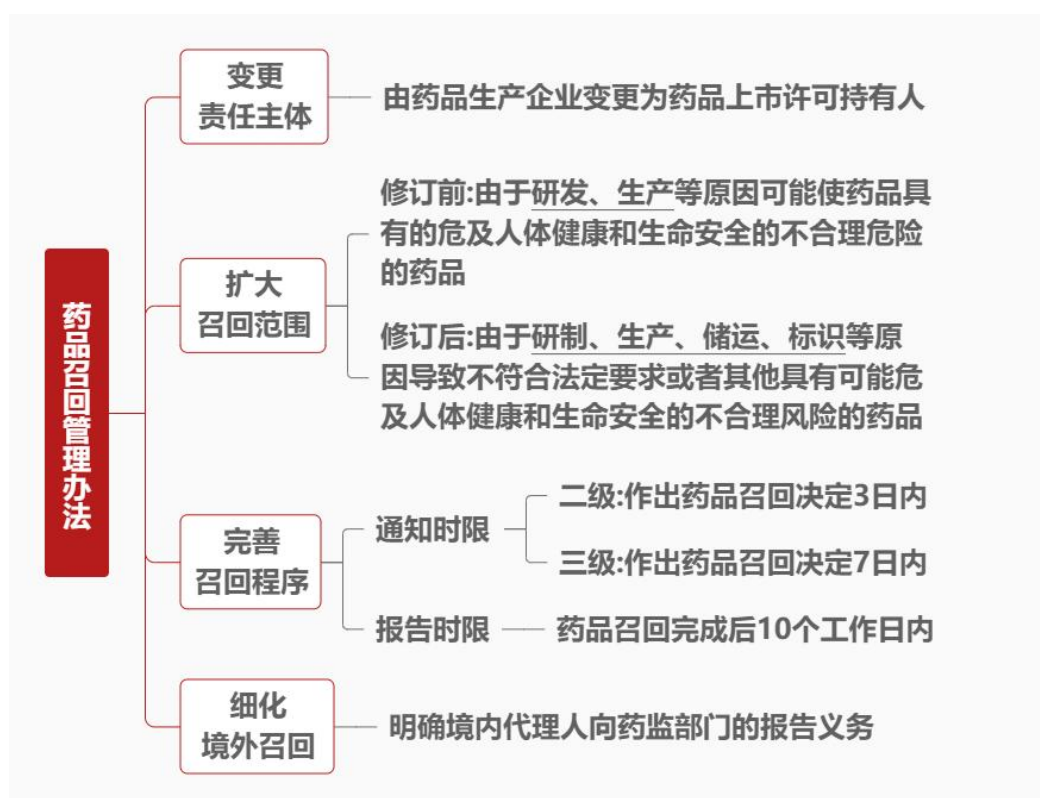 药品召回管理办法
变更
责任主体
由药品生产企业变更为药品上市许可持有人
扩大
召回范围
修订前:由于研发、生产等原因可能使药品具
有的危及人体健康和生命安全的不合理危险
的药品
修订后:由于研制、生产、储运、标识等原
因导致不符合法定要求或者其他具有可能危
及人体健康和生命安全的不合理风险的药品
完善
召回程序
通知时限
二级:作出药品召回决定3日内
三级:作出药品召回决定7日内
报告时限
药品召回完成后10个工作日内
细化
境外召回
明确境内代理人向药监部门的报告义务